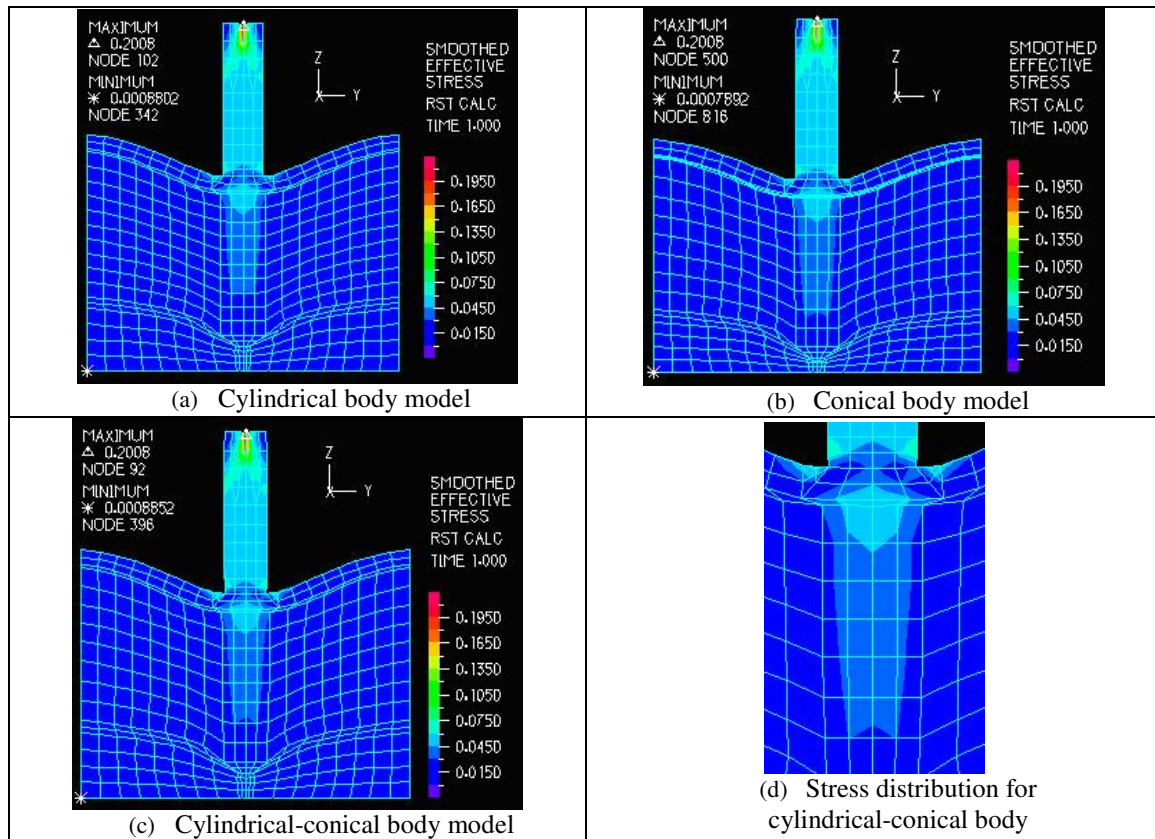 MAXIMUM
Δ 0.2008
NODE 102
MINIMUM
* 0.0008802
NODE 342
Z
X Y
SMOOTHED
EFFECTIVE
STRESS
RST CALC
TIME 1.000
0.1950
0.1650
0.1350
0.1050
0.0750
0.0450
0.0150
(a) Cylindrical body model
MAXIMUM
Δ 0.2008
NODE 500
MINIMUM
* 0.0007892
NODE 816
Z
X Y
SMOOTHED
EFFECTIVE
STRESS
RST CALC
TIME 1.000
0.1950
0.1650
0.1350
0.1050
0.0750
0.0450
0.0150
(b) Conical body model
MAXIMUM
Δ 0.2008
NODE 92
MINIMUM
* 0.0008852
NODE 396
Z
X Y
SMOOTHED
EFFECTIVE
STRESS
RST CALC
TIME 1.000
0.1950
0.1650
0.1350
0.1050
0.0750
0.0450
0.0150
(c) Cylindrical-conical body model
(d) Stress distribution for
cylindrical-conical body